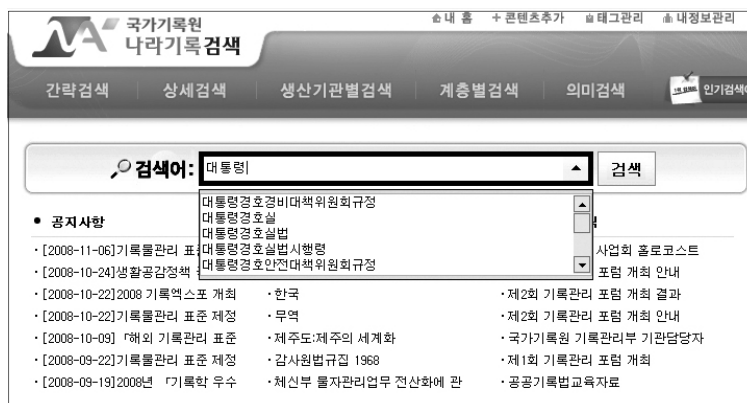 국가기록원
나라기록검색
내 홈 + 콘텐츠추가 태그관리 내정보관리
간략검색 상세검색 생산기관별검색 계층별검색 의미검색 인기검색
검색어: 대통령 검색
대통령경호경비대책위원회규정
대통령경호실
대통령경호실법
대통령경호실법시행령
대통령경호안전대책위원회규정
• 공지사항
·[2008-11-06]기록물관리 사업회 홀로코스트
·[2008-10-24]생활공감정책 포럼 개최 안내
·[2008-10-22]2008 기록엑스포 개최 ·한국 ·제2회 기록관리 포럼 개최 결과
·[2008-10-22]기록물관리 표준 제정 ·무역 ·제2회 기록관리 포럼 개최 안내
·[2008-10-09]「해외 기록관리 표준 ·제주도:제주의 세계화 ·국가기록원 기록관리부 기관담당자
·[2008-09-22]기록물관리 표준 제정 ·감사원법규집 1968 ·제1회 기록관리 포럼 개최
·[2008-09-19]2008년 「기록학 우수 ·체신부 물자관리업무 전산화에 관 ·공공기록법교육자료